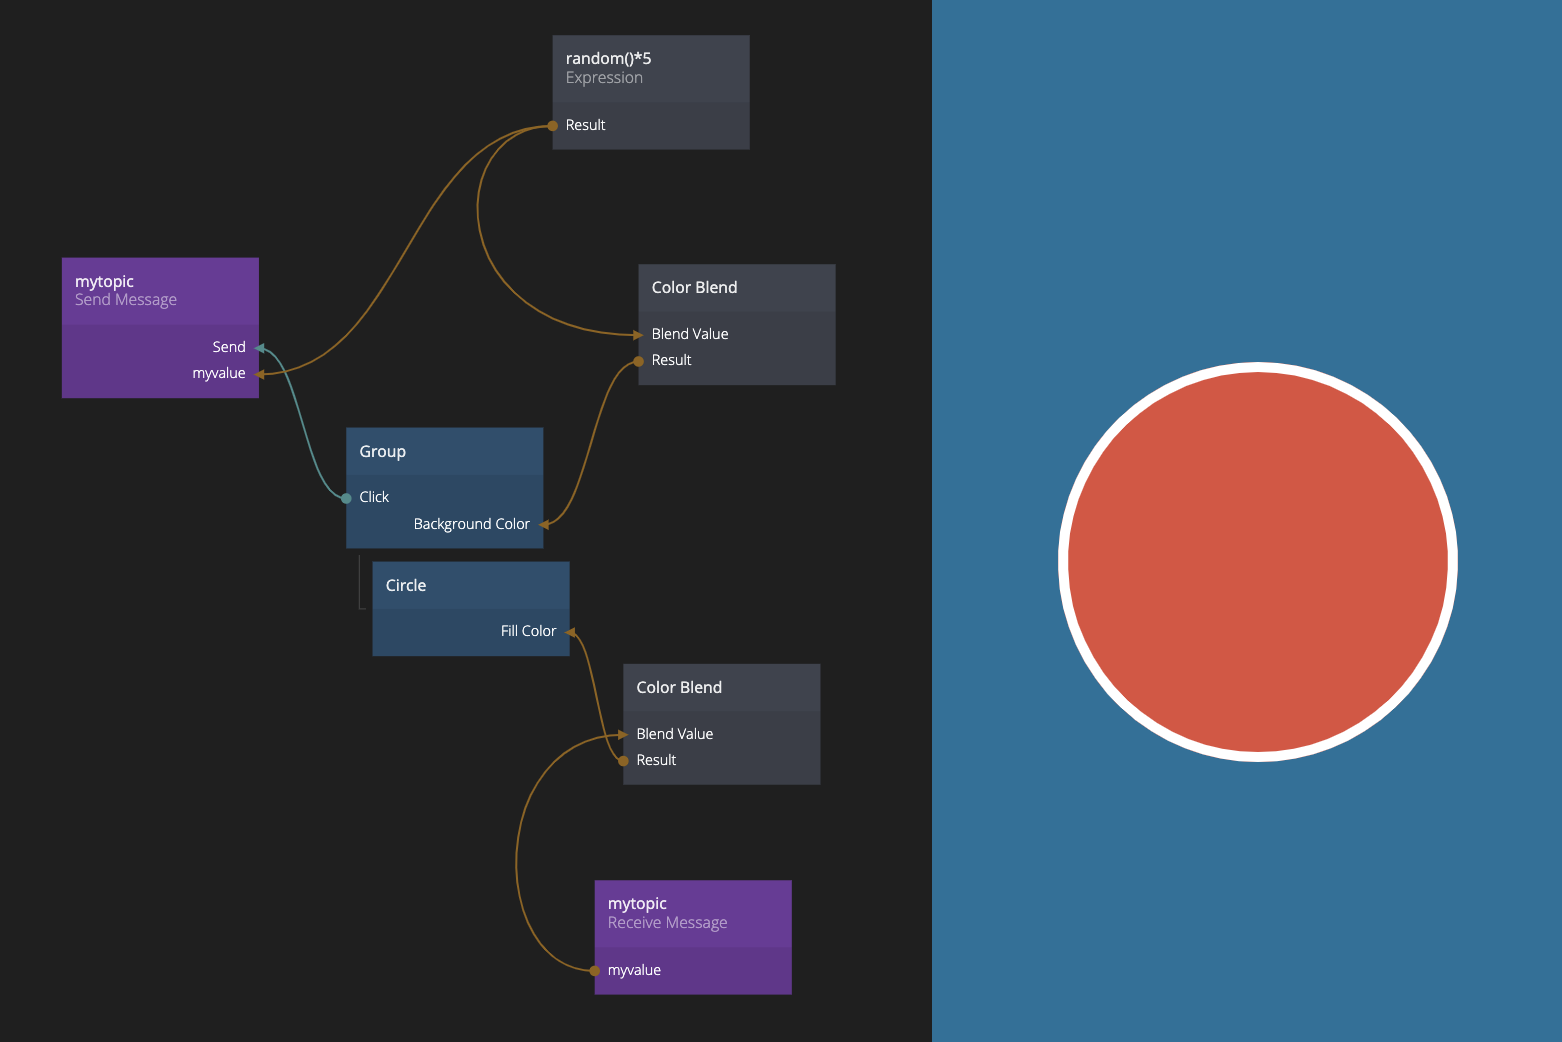 random()*5
Expression
Result
mytopic
Send Message
Send
myvalue
Color Blend
Blend Value
Result
Group
Click
Background Color
Circle
Fill Color
Color Blend
Blend Value
Result
mytopic
Receive Message
myvalue